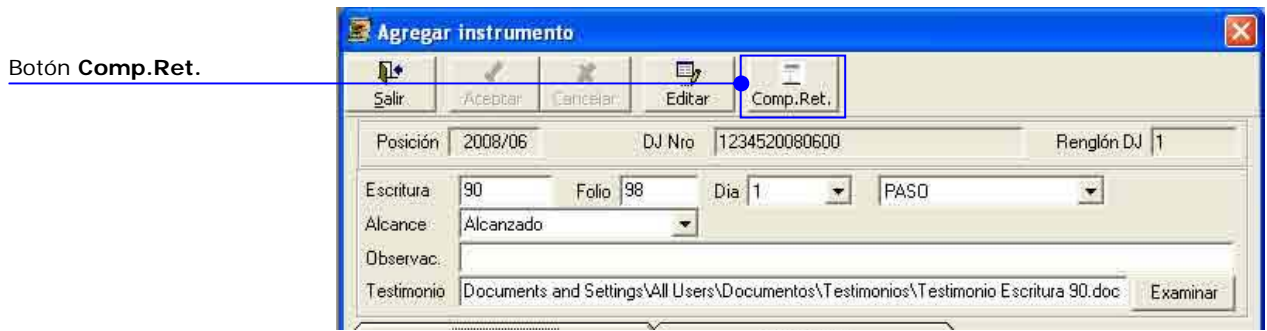 Agregar instrumento
Botón Comp.Ret.
Salir Aceptar Cancelar Editar Comp.Ret.
Posición 2008/06 DJ Nro 1234520080600 Renglón DJ 1
Escritura 90 Folio 98 Dia 1 PASO
Alcance Alcanzado
Observac.
Testimonio Documents and Settings\All Users\Documentos\Testimonios\Testimonio Escritura 90.doc Examinar